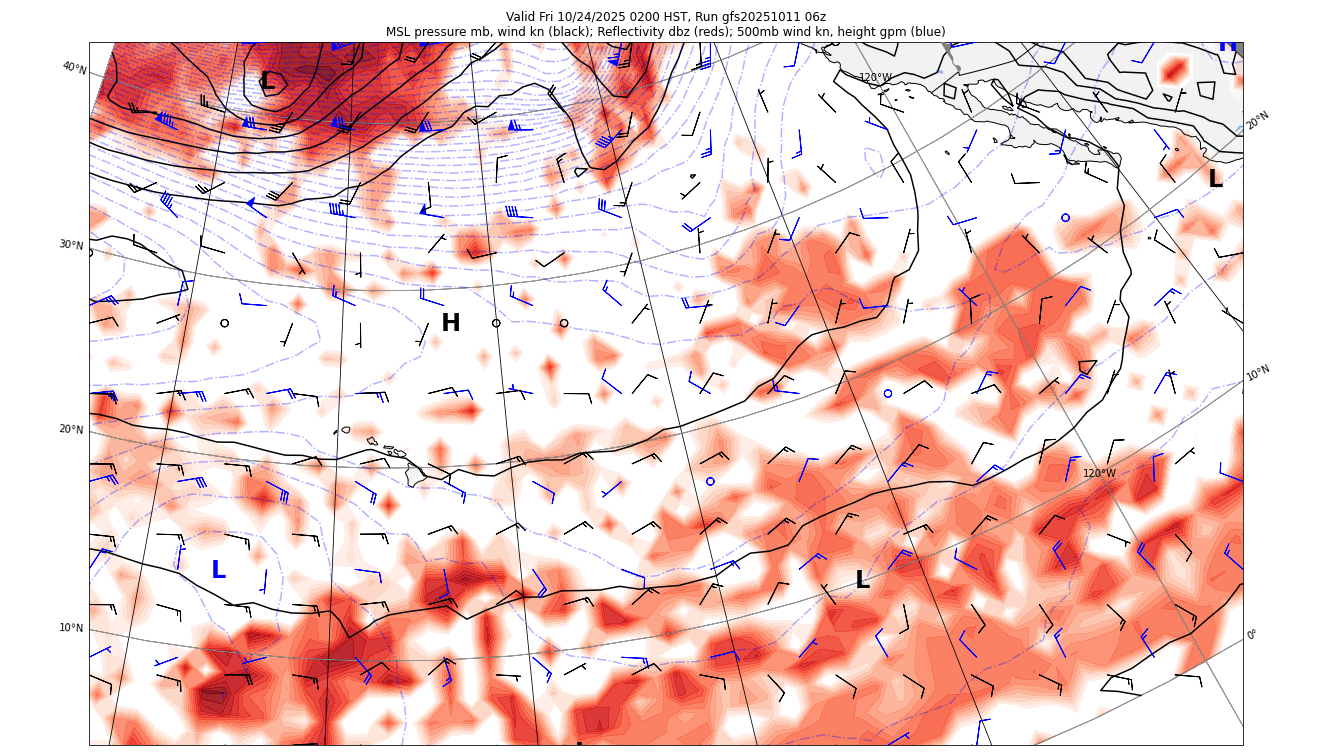 Valid Fri 10/24/2025 0200 HST, Run gfs20251011 06z
MSL pressure mb, wind kn (black); Reflectivity dbz (reds); 500mb wind kn, height gpm (blue)
H
40°N
L
120°W
20°N
L
30°N
H
10°N
20°N
120°W
L
L
10°N
0°